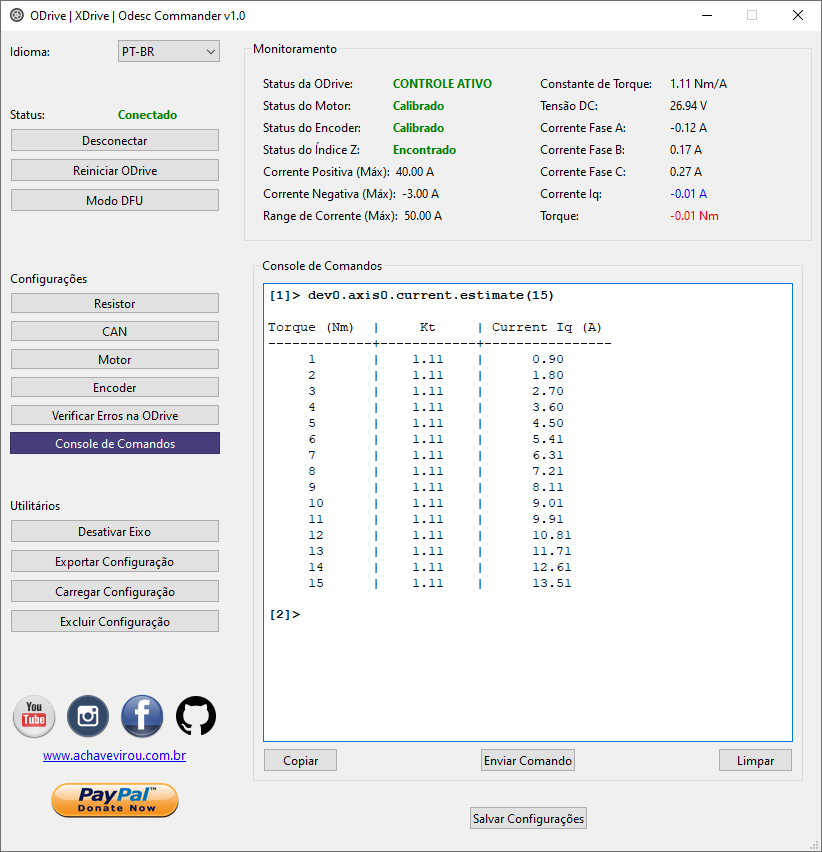 ODrive | XDrive | Odesc Commander v1.0
Idioma: PT-BR
Status: Conectado
Desconectar
Reiniciar ODrive
Modo DFU
Configurações
Resistor
CAN
Motor
Encoder
Verificar Erros na ODrive
Console de Comandos
Utilitários
Desativar Eixo
Exportar Configuração
Carregar Configuração
Excluir Configuração
You
Tube
www.achavevirou.com.br
PayPal™
Donate Now
Monitoramento
Status da ODrive: CONTROLE ATIVO Constante de Torque: 1.11 Nm/A
Status do Motor: Calibrado Tensão DC: 26.94 V
Status do Encoder: Calibrado Corrente Fase A: -0.12 A
Status do Índice Z: Encontrado Corrente Fase B: 0.17 A
Corrente Positiva (Máx): 40.00 A Corrente Fase C: 0.27 A
Corrente Negativa (Máx): -3.00 A Corrente Iq: -0.01 A
Range de Corrente (Máx): 50.00 A Torque: -0.01 Nm
Console de Comandos
[1]> dev0.axis0.current.estimate(15)
Torque (Nm) | Kt | Current Iq (A)
-------------+------------+----------------
1 | 1.11 | 0.90
2 | 1.11 | 1.80
3 | 1.11 | 2.70
4 | 1.11 | 3.60
5 | 1.11 | 4.50
6 | 1.11 | 5.41
7 | 1.11 | 6.31
8 | 1.11 | 7.21
9 | 1.11 | 8.11
10 | 1.11 | 9.01
11 | 1.11 | 9.91
12 | 1.11 | 10.81
13 | 1.11 | 11.71
14 | 1.11 | 12.61
15 | 1.11 | 13.51
[2]>
Copiar Enviar Comando Limpar
Salvar Configurações